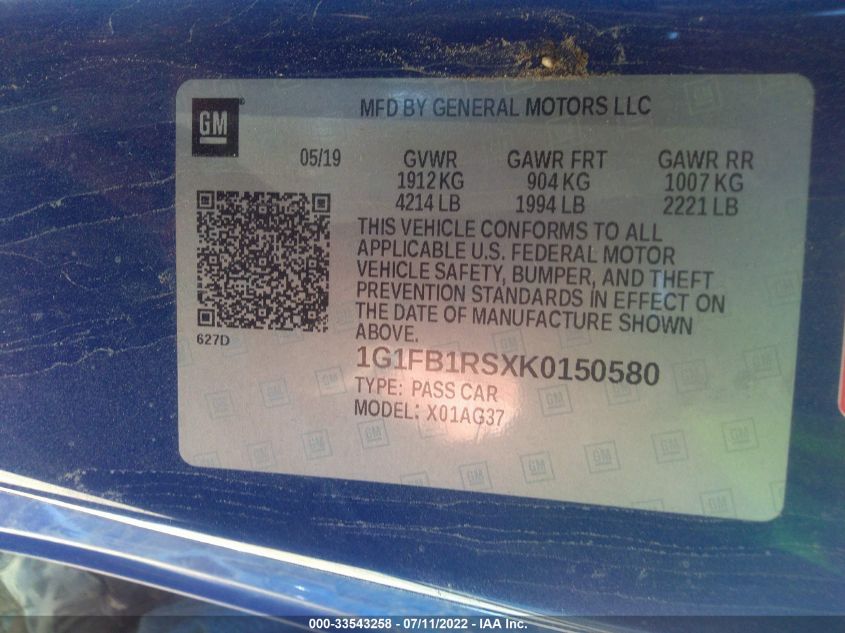 GM
MFD BY GENERAL MOTORS LLC
05/19 GVWR GAWR FRT GAWR RR
1912 KG 904 KG 1007 KG
4214 LB 1994 LB 2221 LB
THIS VEHICLE CONFORMS TO ALL
APPLICABLE U.S. FEDERAL MOTOR
VEHICLE SAFETY, BUMPER, AND THEFT
PREVENTION STANDARDS IN EFFECT ON
THE DATE OF MANUFACTURE SHOWN
ABOVE.
627D
1G1FB1RSXK0150580
TYPE: PASS CAR
MODEL: X01AG37
000-33543258 - 07/11/2022 - IAA Inc.